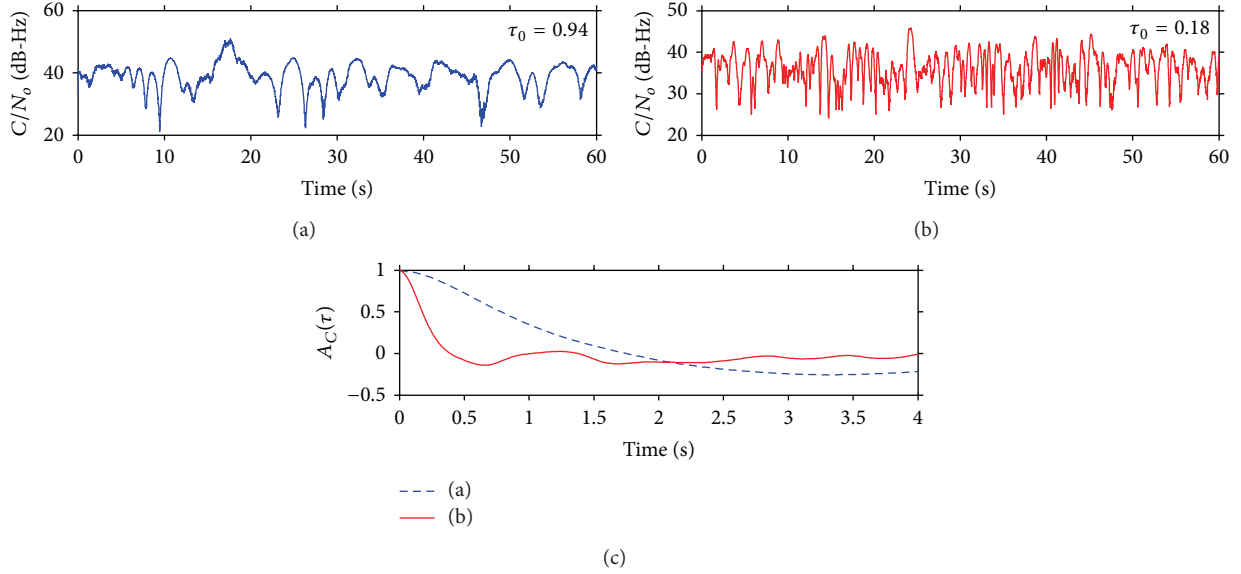 60
50
40
30
20
C/Nₒ (dB-Hz)
τ₀ = 0.94
0 10 20 30 40 50 60
Time (s)
(a)
60
40
20
C/Nₒ (dB-Hz)
τ₀ = 0.18
0 10 20 30 40 50 60
Time (s)
(b)
1
0.5
0
−0.5
A_C(τ)
0 0.5 1 1.5 2 2.5 3 3.5 4
Time (s)
(a)
(b)
(c)